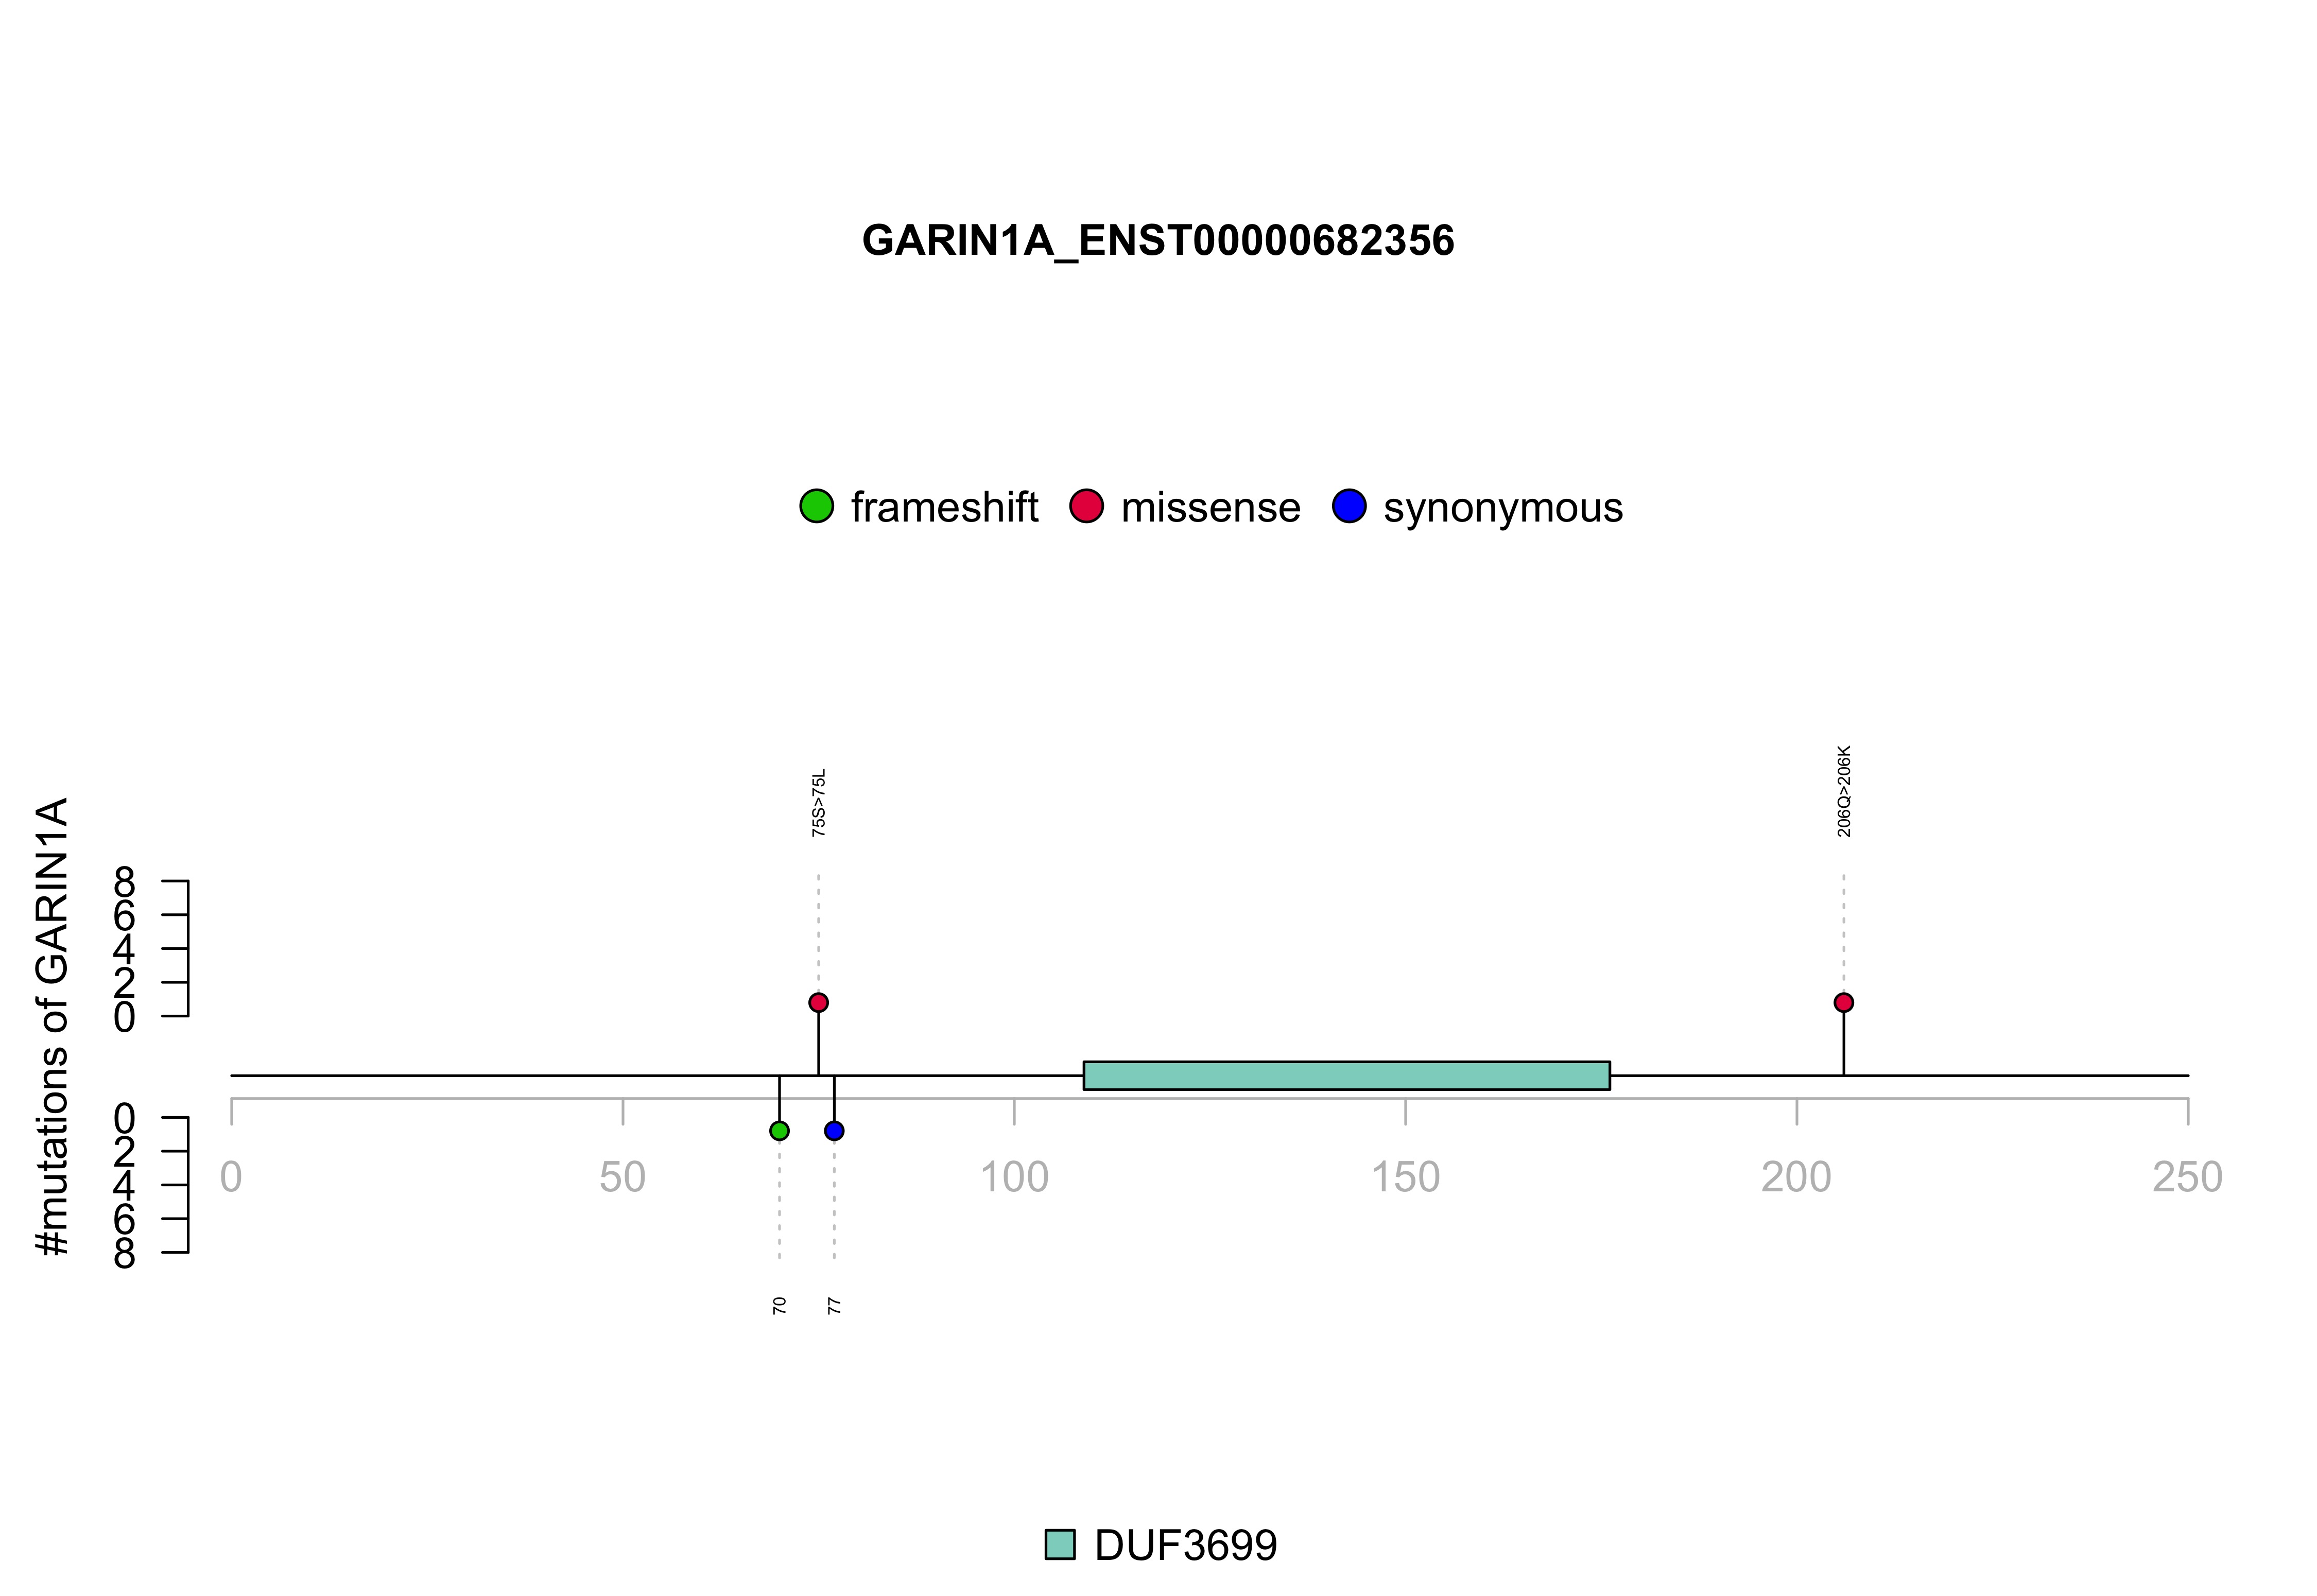 GARIN1A_ENST00000682356
frameshift missense synonymous
75S>75L
206Q>206K
#mutations of GARIN1A
8
6
4
2
0
0
2
4
6
8
0 50 100 150 200 250
70
77
DUF3699